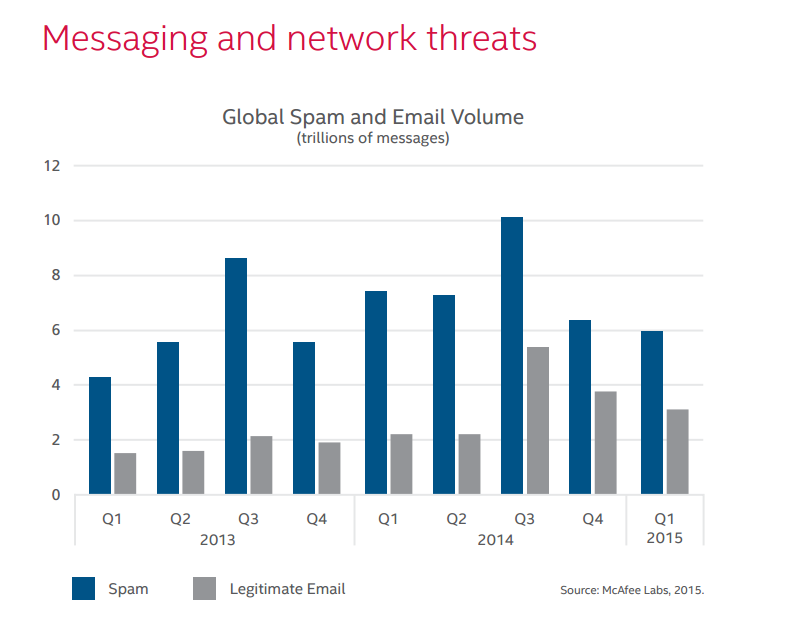 Messaging and network threats
Global Spam and Email Volume
(trillions of messages)
12
10
8
6
4
2
0
Q1 Q2 Q3 Q4 Q1 Q2 Q3 Q4 Q1
2013 2014 2015
Spam Legitimate Email
Source: McAfee Labs, 2015.